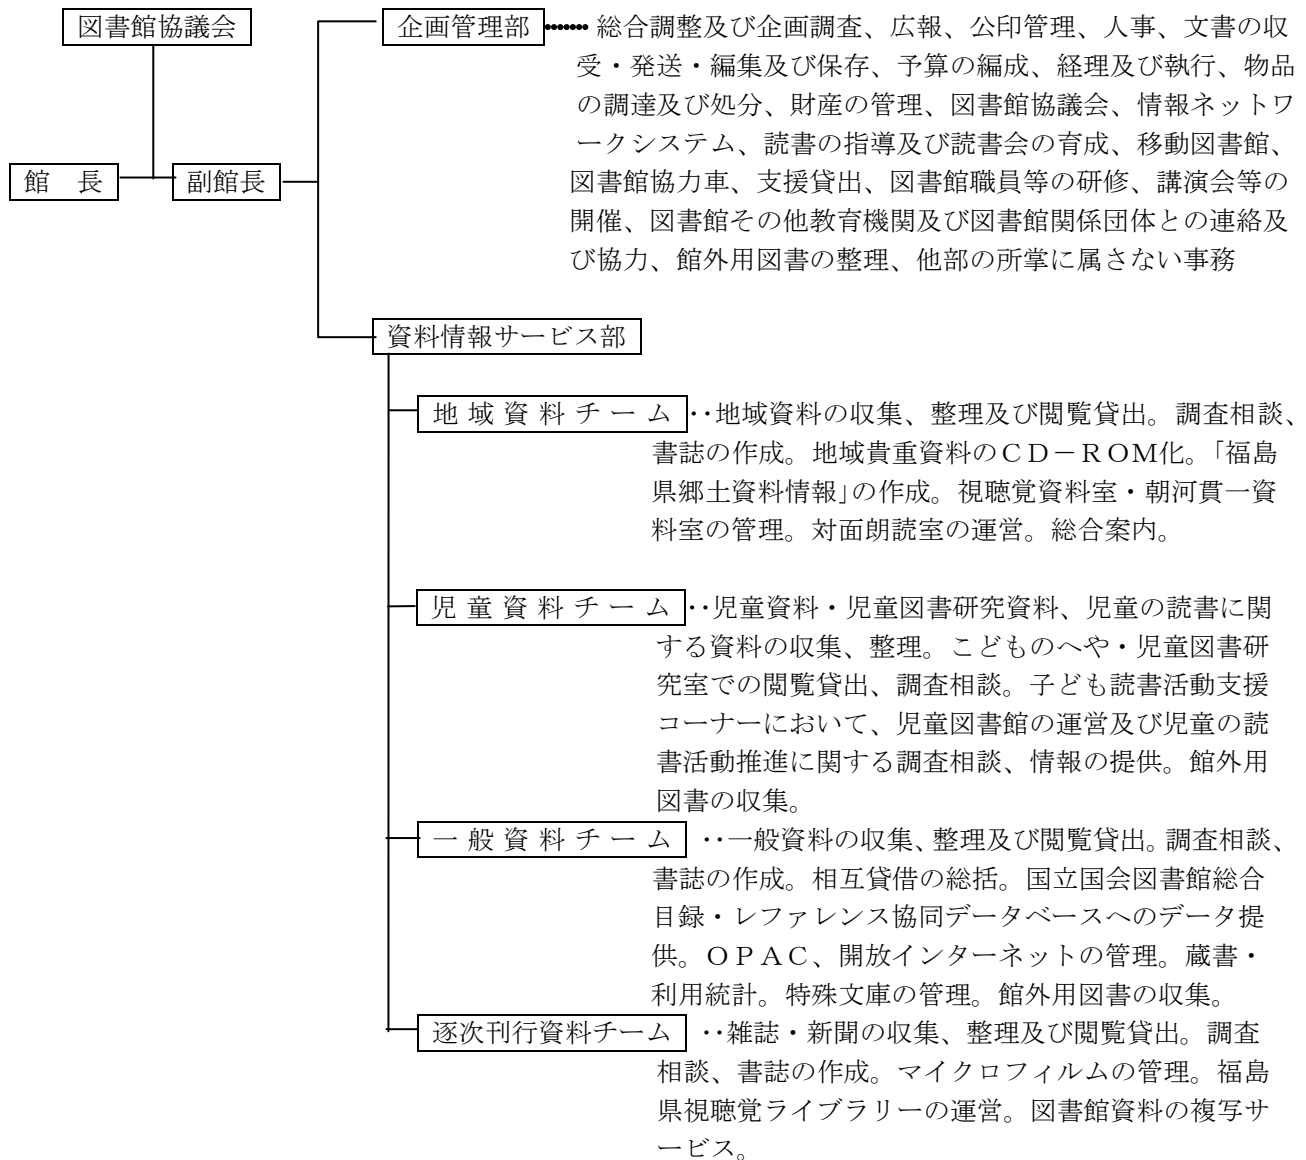 図書館協議会
館　長
副館長
企画管理部 ・・・・・・・ 総合調整及び企画調査、広報、公印管理、人事、文書の収
受・発送・編集及び保存、予算の編成、経理及び執行、物品
の調達及び処分、財産の管理、図書館協議会、情報ネットワ
ークシステム、読書の指導及び読書会の育成、移動図書館、
図書館協力車、支援貸出、図書館職員等の研修、講演会等の
開催、図書館その他教育機関及び図書館関係団体との連絡及
び協力、館外用図書の整理、他部の所掌に属さない事務
資料情報サービス部
地 域 資 料 チ ー ム ‥地域資料の収集、整理及び閲覧貸出。調査相談、
書誌の作成。地域貴重資料のＣＤ－ＲＯＭ化。「福島
県郷土資料情報」の作成。視聴覚資料室・朝河貫一資
料室の管理。対面朗読室の運営。総合案内。
児 童 資 料 チ ー ム ‥児童資料・児童図書研究資料、児童の読書に関
する資料の収集、整理。こどものへや・児童図書研
究室での閲覧貸出、調査相談。子ども読書活動支援
コーナーにおいて、児童図書館の運営及び児童の読
書活動推進に関する調査相談、情報の提供。館外用
図書の収集。
一 般 資 料 チ ー ム ‥一般資料の収集、整理及び閲覧貸出。調査相談、
書誌の作成。相互貸借の総括。国立国会図書館総合
目録・レファレンス協同データベースへのデータ提
供。ＯＰＡＣ、開放インターネットの管理。蔵書・
利用統計。特殊文庫の管理。館外用図書の収集。
逐次刊行資料チーム ‥雑誌・新聞の収集、整理及び閲覧貸出。調査
相談、書誌の作成。マイクロフィルムの管理。福島
県視聴覚ライブラリーの運営。図書館資料の複写サ
ービス。